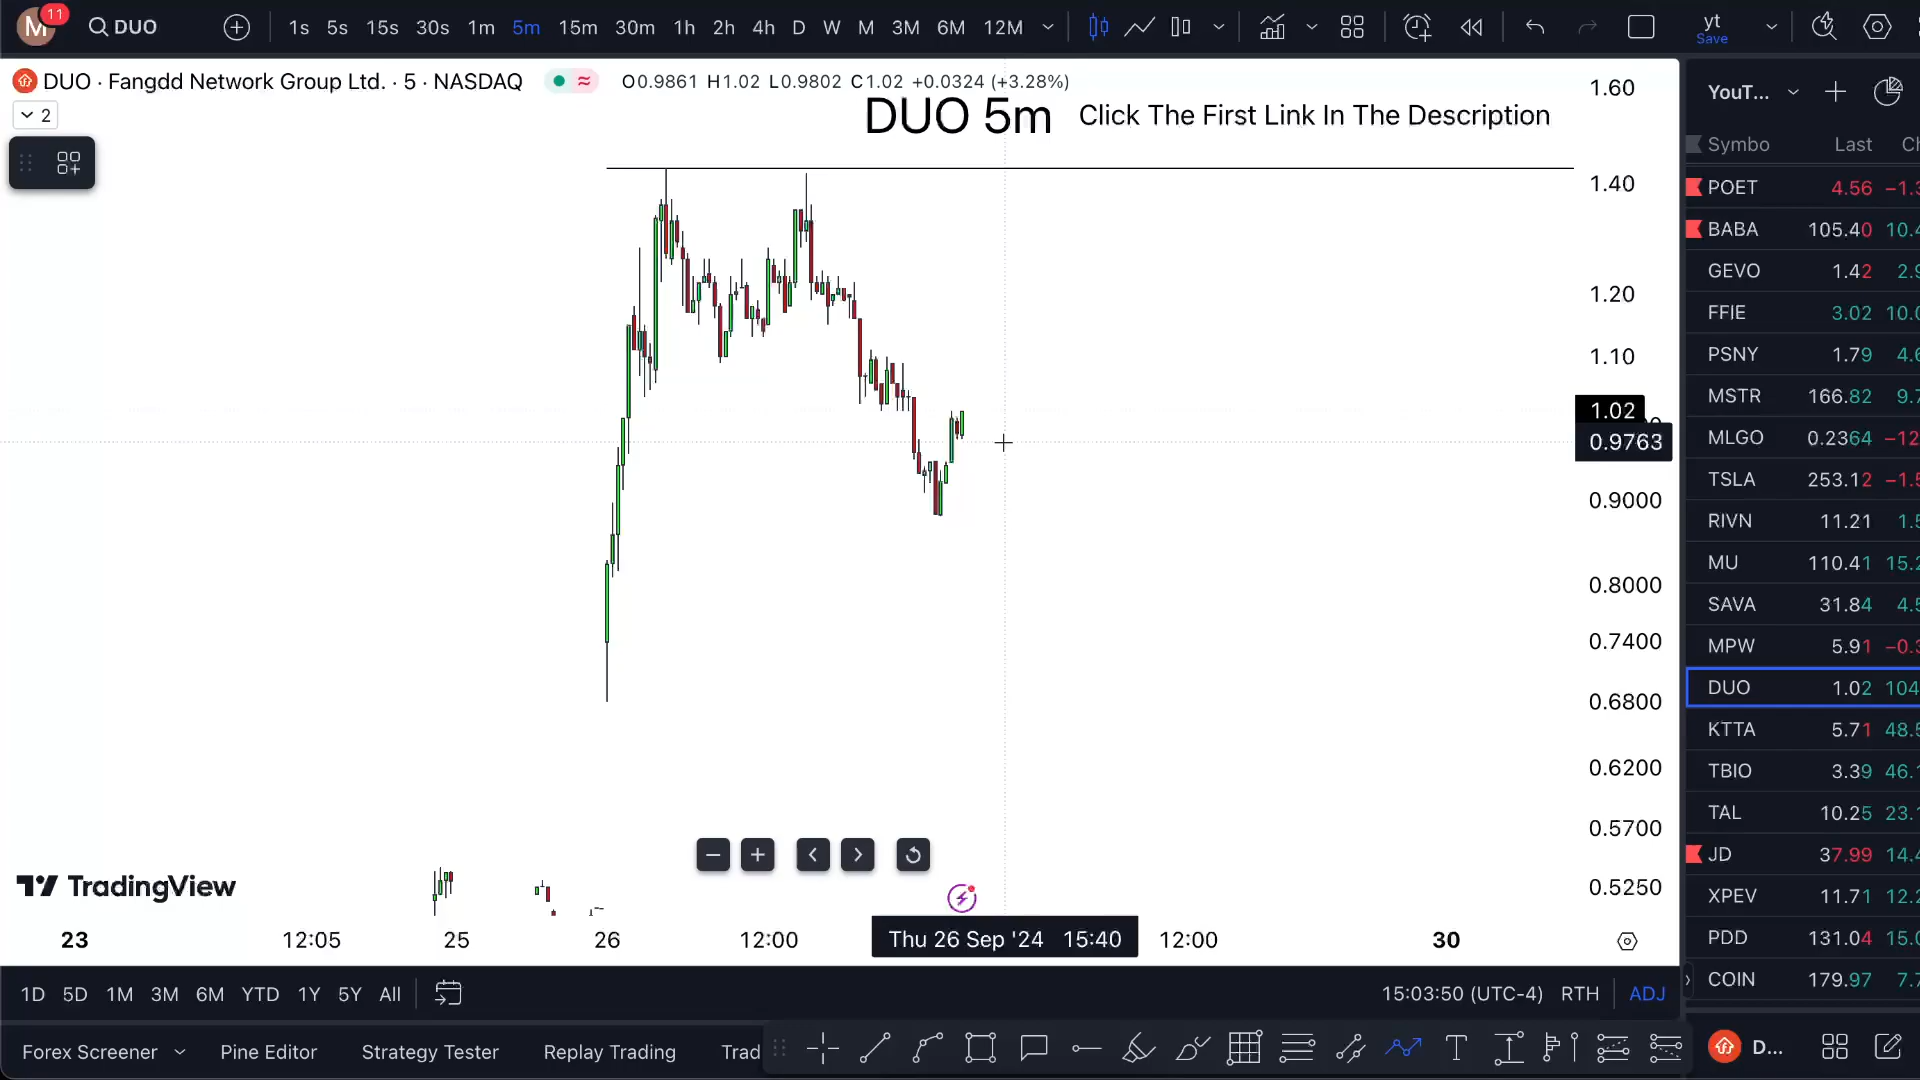 M 11 DUO 1s 5s 15s 30s 1m 5m 15m 30m 1h 2h 4h D W M 3M 6M 12M yt Save
DUO · Fangdd Network Group Ltd. · 5 · NASDAQ O0.9861 H1.02 L0.9802 C1.02 +0.0324 (+3.28%)
2
DUO 5m Click The First Link In The Description
1.60
1.40
1.20
1.10
1.02
0.9763
0.9000
0.8000
0.7400
0.6800
0.6200
0.5700
0.5250
TradingView
23 12:05 25 26 12:00 Thu 26 Sep '24 15:40 12:00 30
YouT...
Symbo Last
POET 4.56
BABA 105.40
GEVO 1.42
FFIE 3.02
PSNY 1.79
MSTR 166.82
MLGO 0.2364
TSLA 253.12
RIVN 11.21
MU 110.41
SAVA 31.84
MPW 5.91
DUO 1.02 104
KTTA 5.71
TBIO 3.39
TAL 10.25
JD 37.99
XPEV 11.71
PDD 131.04
COIN 179.97
1D 5D 1M 3M 6M YTD 1Y 5Y All 15:03:50 (UTC-4) RTH ADJ
Forex Screener Pine Editor Strategy Tester Replay Trading Trad D...